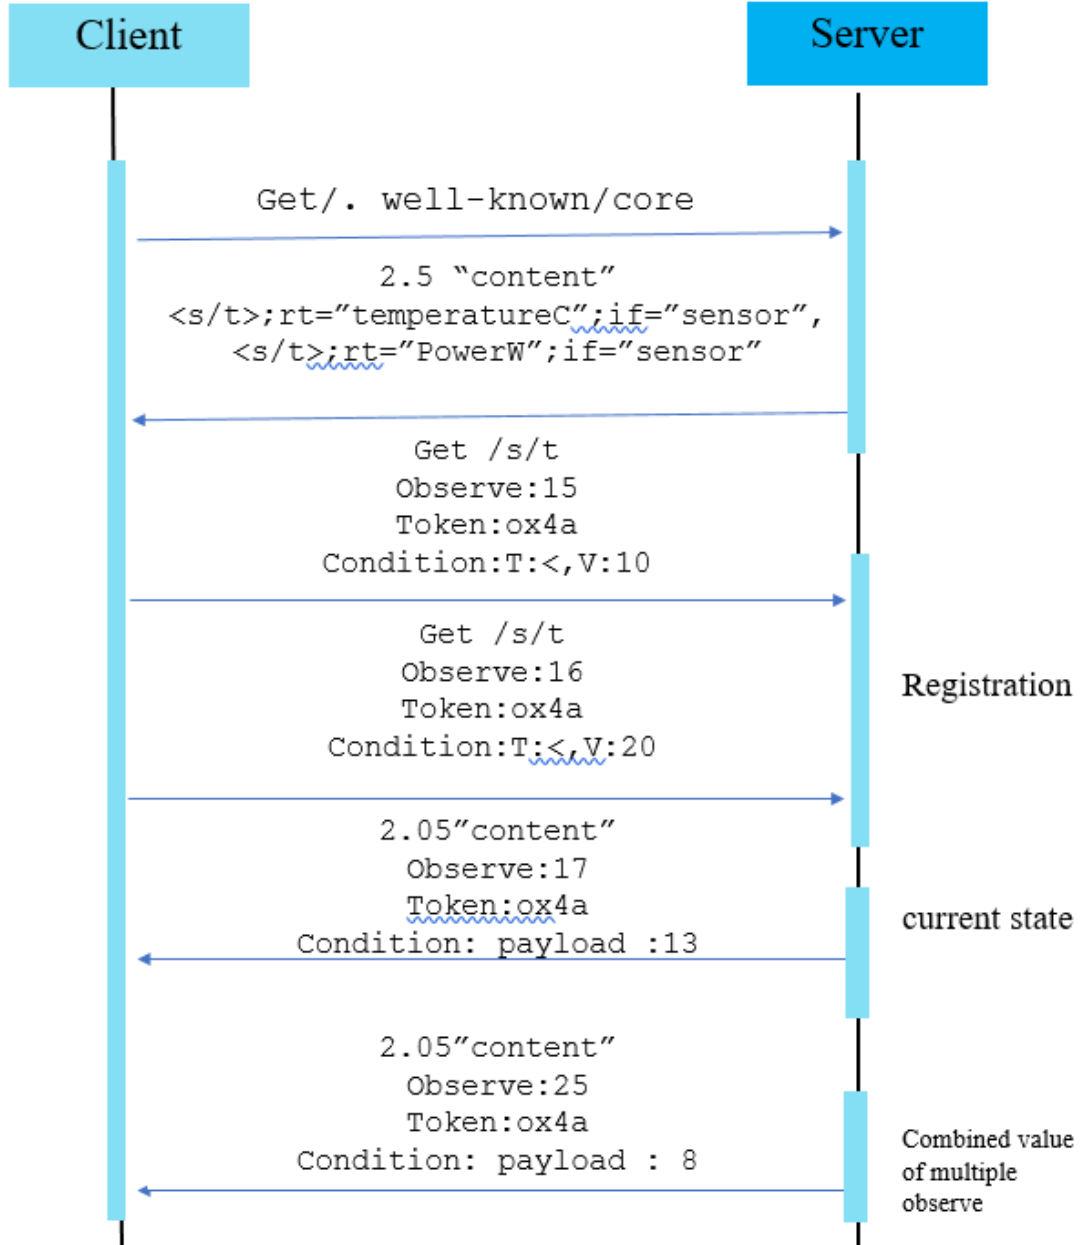 Client
Server
Get/. well-known/core
2.5 “content”
<s/t>;rt=”temperatureC”;if=”sensor”,
<s/t>;rt=”PowerW”;if=”sensor”
Get /s/t
Observe:15
Token:ox4a
Condition:T:<,V:10
Get /s/t
Observe:16
Token:ox4a
Condition:T:<,V:20
Registration
2.05”content”
Observe:17
Token:ox4a
Condition: payload :13
current state
2.05”content”
Observe:25
Token:ox4a
Condition: payload : 8
Combined value
of multiple
observe